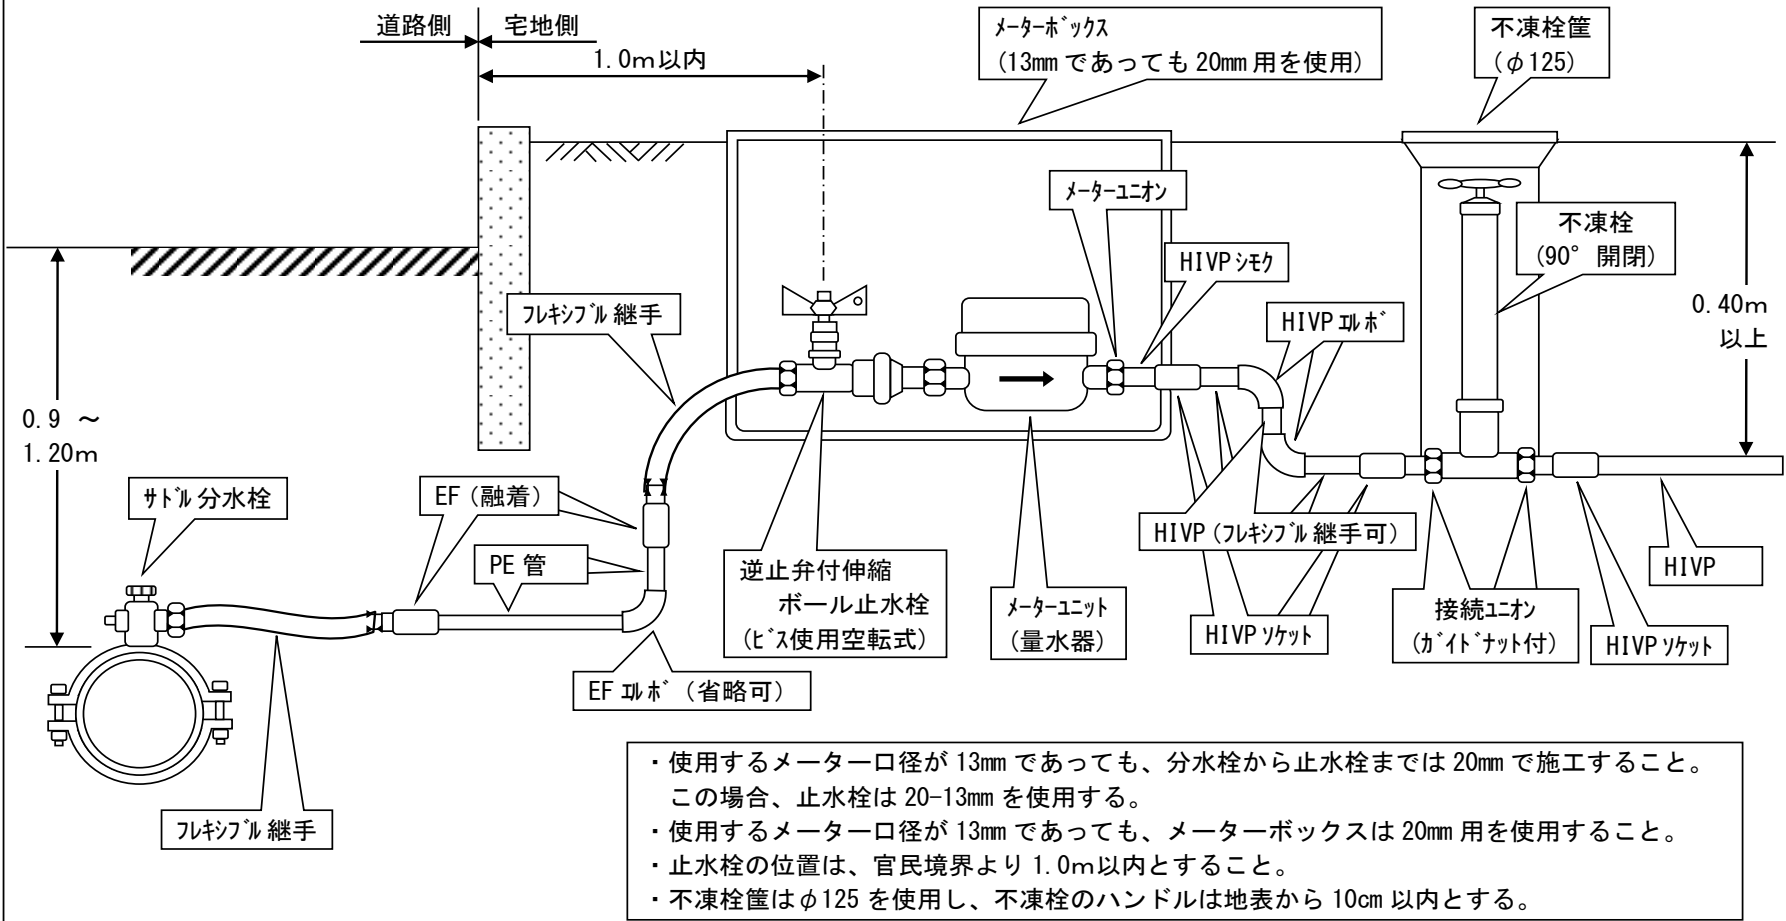 道路側
宅地側
1.0m以内
ﾒｰﾀｰﾎﾞｯｸｽ
(13mm であっても 20mm 用を使用)
不凍栓筐
(φ125)
ﾒｰﾀｰﾕﾆｵﾝ
不凍栓
(90° 開閉)
HIVP ｼﾓｸ
ﾌﾚｷｼﾌﾞﾙ 継手
HIVP ｴﾙﾎﾞ
0.40m
以上
0.9 ～
1.20m
ｻﾄﾞﾙ 分水栓
EF (融着)
PE 管
HIVP (ﾌﾚｷｼﾌﾞﾙ 継手可)
逆止弁付伸縮
ボール止水栓
(ﾋﾞｽ使用空転式)
ﾒｰﾀｰﾕﾆｯﾄ
(量水器)
HIVP ｿｹｯﾄ
接続ﾕﾆｵﾝ
(ｶﾞｲﾄﾞﾅｯﾄ付)
HIVP
HIVP ｿｹｯﾄ
EF ｴﾙﾎﾞ (省略可)
ﾌﾚｷｼﾌﾞﾙ 継手
・使用するメーター口径が 13mm であっても、分水栓から止水栓までは 20mm で施工すること。
この場合、止水栓は 20-13mm を使用する。
・使用するメーター口径が 13mm であっても、メーターボックスは 20mm 用を使用すること。
・止水栓の位置は、官民境界より 1.0m以内とすること。
・不凍栓筐はφ125 を使用し、不凍栓のハンドルは地表から 10cm 以内とする。